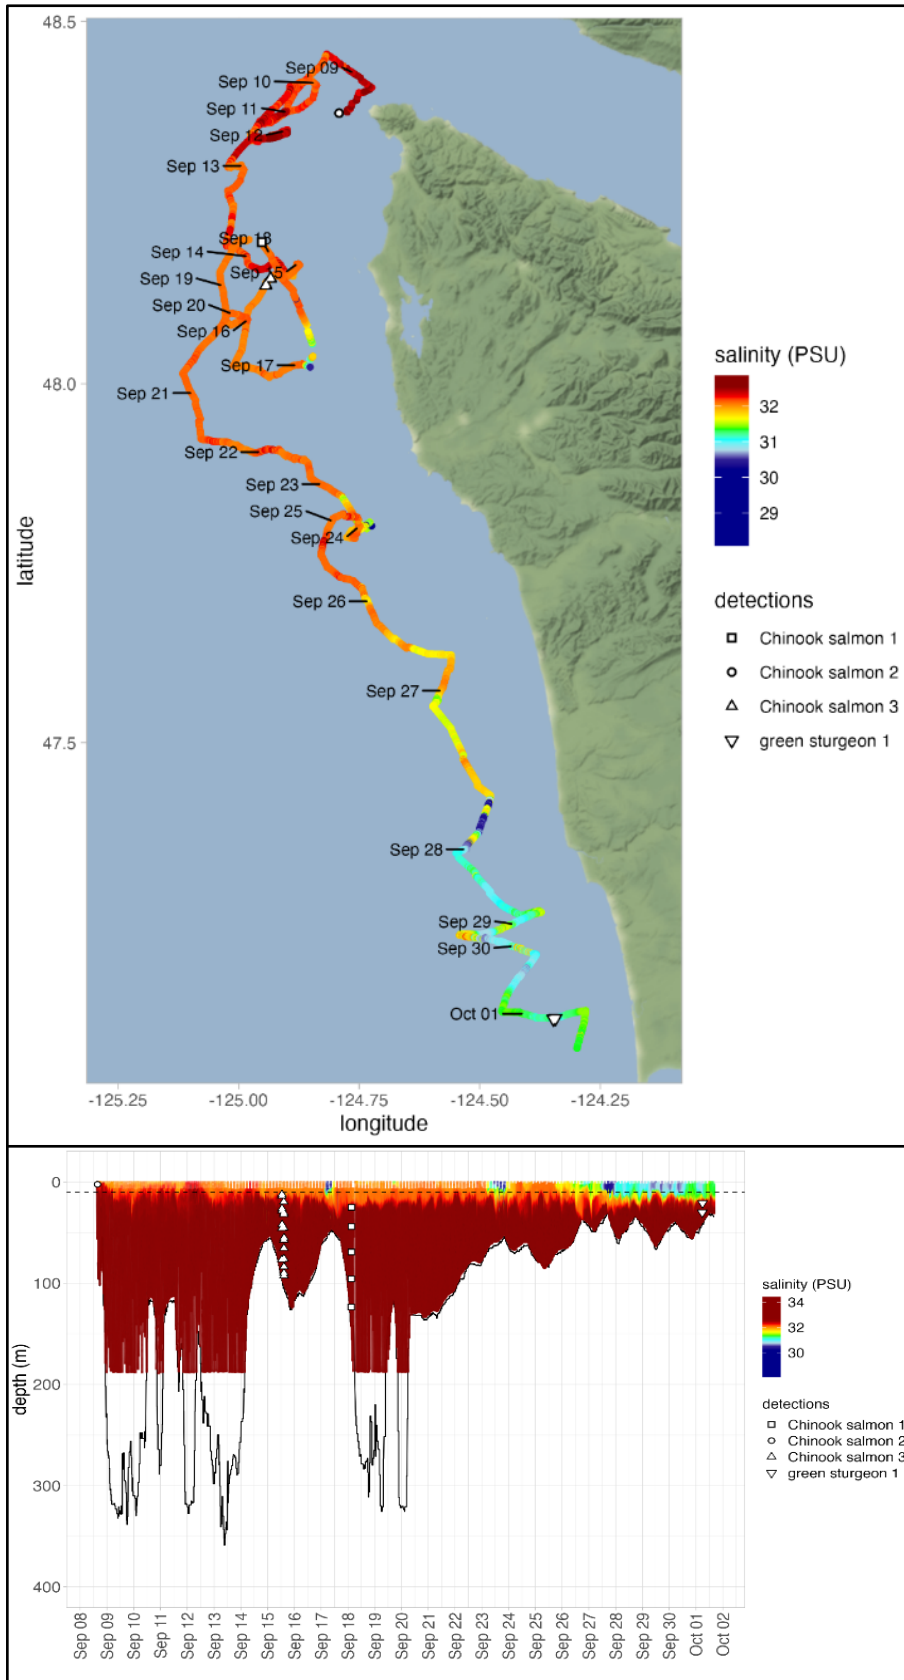 48.5
48.0
47.5
latitude
Sep 09
Sep 10
Sep 11
Sep 12
Sep 13
Sep 18
Sep 14
Sep 15
Sep 19
Sep 20
Sep 16
Sep 17
Sep 21
Sep 22
Sep 23
Sep 25
Sep 24
Sep 26
Sep 27
Sep 28
Sep 29
Sep 30
Oct 01
-125.25 -125.00 -124.75 -124.50 -124.25
longitude
salinity (PSU)
32
31
30
29
detections
Chinook salmon 1
Chinook salmon 2
Chinook salmon 3
green sturgeon 1
0
100
200
300
400
depth (m)
Sep 08 Sep 09 Sep 10 Sep 11 Sep 12 Sep 13 Sep 14 Sep 15 Sep 16 Sep 17 Sep 18 Sep 19 Sep 20 Sep 21 Sep 22 Sep 23 Sep 24 Sep 25 Sep 26 Sep 27 Sep 28 Sep 29 Sep 30 Oct 01 Oct 02
salinity (PSU)
34
32
30
detections
Chinook salmon 1
Chinook salmon 2
Chinook salmon 3
green sturgeon 1